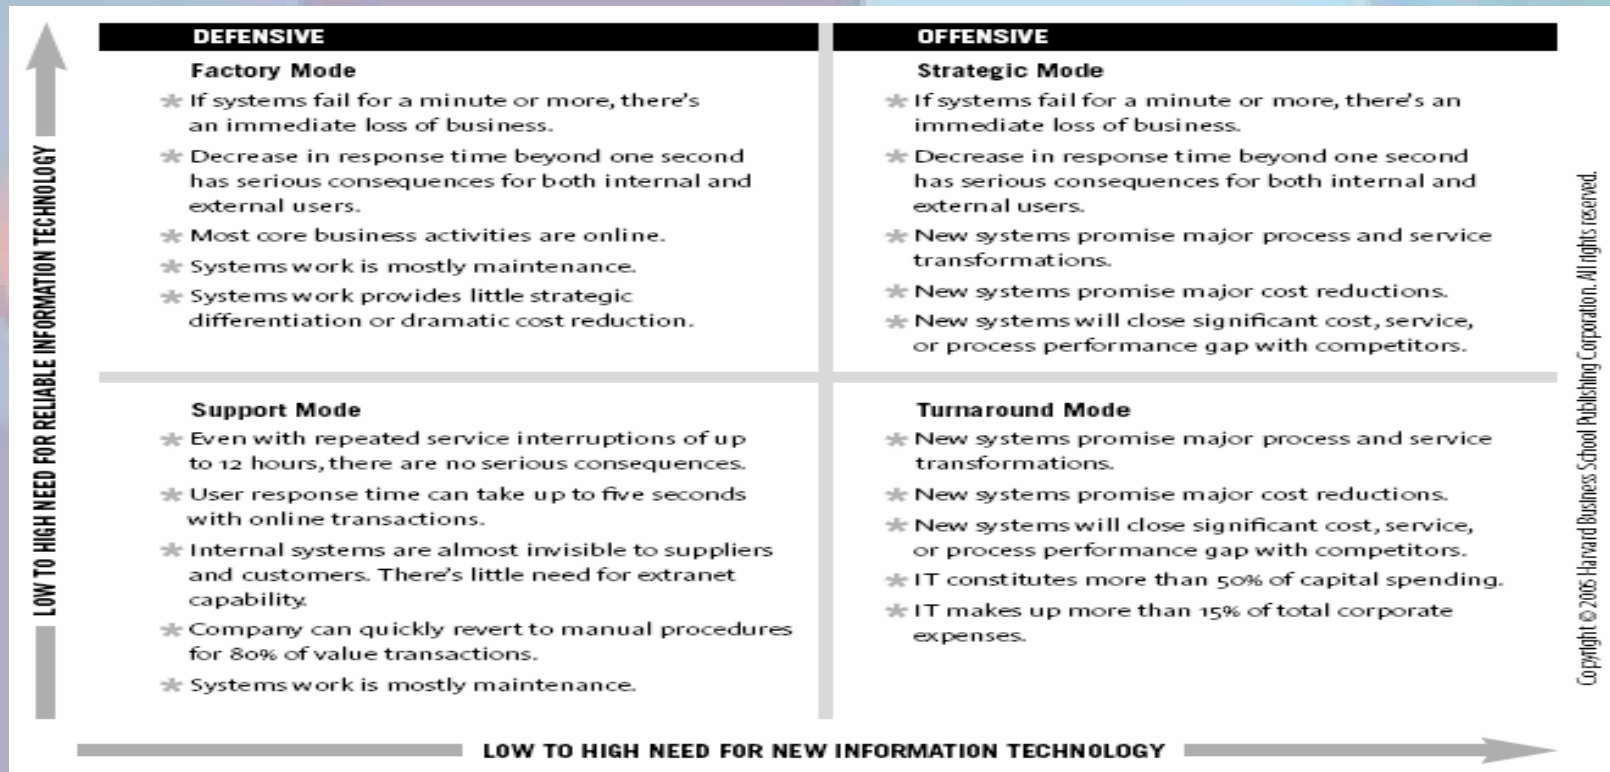 DEFENSIVE
Factory Mode
* If systems fail for a minute or more, there's
an immediate loss of business.
* Decrease in response time beyond one second
has serious consequences for both internal and
external users.
* Most core business activities are online.
* Systems work is mostly maintenance.
* Systems work provides little strategic
differentiation or dramatic cost reduction.
OFFENSIVE
Strategic Mode
* If systems fail for a minute or more, there's an
immediate loss of business.
* Decrease in response time beyond one second
has serious consequences for both internal and
external users.
* New systems promise major process and service
transformations.
* New systems promise major cost reductions.
* New systems will close significant cost, service,
or process performance gap with competitors.
Support Mode
* Even with repeated service interruptions of up
to 12 hours, there are no serious consequences.
* User response time can take up to five seconds
with online transactions.
* Internal systems are almost invisible to suppliers
and customers. There's little need for extranet
capability.
* Company can quickly revert to manual procedures
for 80% of value transactions.
* Systems work is mostly maintenance.
Turnaround Mode
* New systems promise major process and service
transformations.
* New systems promise major cost reductions.
* New systems will close significant cost, service,
or process performance gap with competitors.
* IT constitutes more than 50% of capital spending.
* IT makes up more than 15% of total corporate
expenses.
LOW TO HIGH NEED FOR RELIABLE INFORMATION TECHNOLOGY
LOW TO HIGH NEED FOR NEW INFORMATION TECHNOLOGY
Copyright © 2005 Harvard Business School Publishing Corporation. All rights reserved.